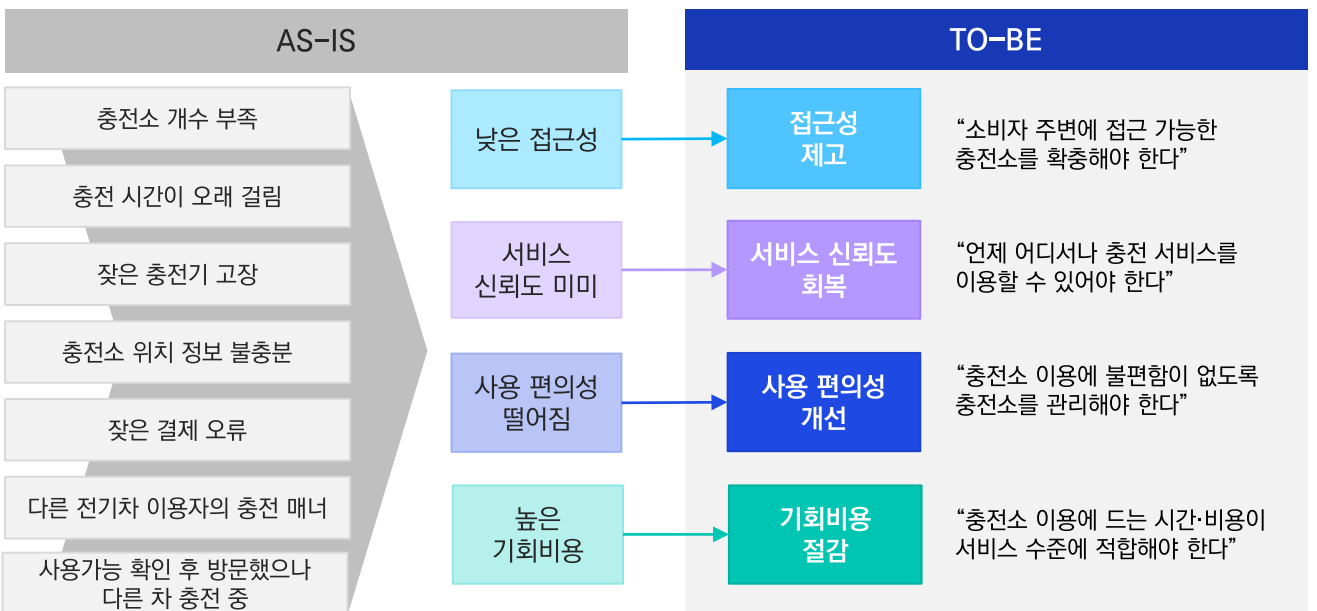 AS-IS
충전소 개수 부족
충전 시간이 오래 걸림
잦은 충전기 고장
충전소 위치 정보 불충분
잦은 결제 오류
다른 전기차 이용자의 충전 매너
사용가능 확인 후 방문했으나
다른 차 충전 중
낮은 접근성
서비스
신뢰도 미미
사용 편의성
떨어짐
높은
기회비용
TO-BE
접근성
제고
“소비자 주변에 접근 가능한
충전소를 확충해야 한다”
서비스 신뢰도
회복
“언제 어디서나 충전 서비스를
이용할 수 있어야 한다”
사용 편의성
개선
“충전소 이용에 불편함이 없도록
충전소를 관리해야 한다”
기회비용
절감
“충전소 이용에 드는 시간·비용이
서비스 수준에 적합해야 한다”